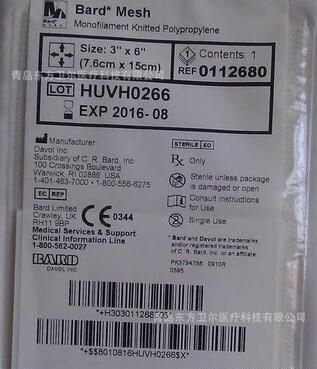 Bard* Mesh
Monofilament Knitted Polypropylene
Size: 3" x 6"
(7.6cm x 15cm)
Contents: 1
REF 0112680
青岛东方卫尔医疗科技有限公司
LOT HUVH0266
EXP 2016-08
Manufacturer
Davol Inc.
Subsidiary of C. R. Bard, Inc.
100 Crossings Boulevard
Warwick, RI 02886 USA
1-401-463-7000 • 1-800-556-6275
EC REP
Bard Limited
Crawley, UK
RH11 9BP
CE 0344
Medical Services & Support
Clinical Information Line
1-800-562-0027
BARD
DAVOL INC.
STERILE EO
Rx Only
Sterile unless package
is damaged or open
Consult Instructions
for Use
Single Use
*Bard and Davol are trademarks
and/or registered trademarks
of C. R. Bard, Inc.
PK3794756 0910R
0595
青岛东方卫尔医疗科技有限公司
*+$$8010816HUVH0266$X*